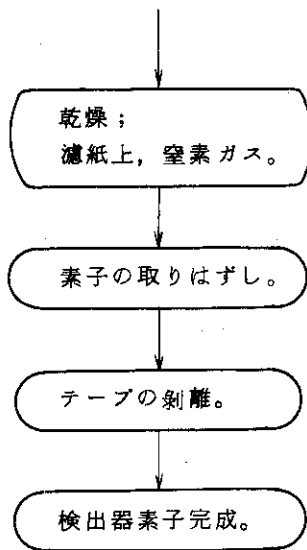 乾燥；
濾紙上，窒素ガス。
素子の取りはずし。
テープの剝離。
検出器素子完成。